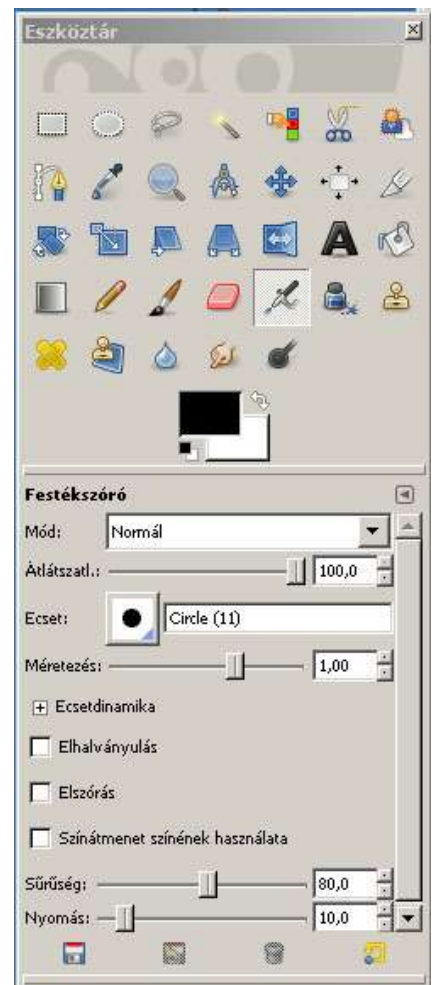 Eszköztár
Festékszóró
Mód: Normál
Átlátszatl.: 100,0
Ecset: Circle (11)
Méretezés: 1,00
Ecsetdinamika
Elhalványulás
Elszórás
Színátmenet színének használata
Sűrűség: 80,0
Nyomás: 10,0